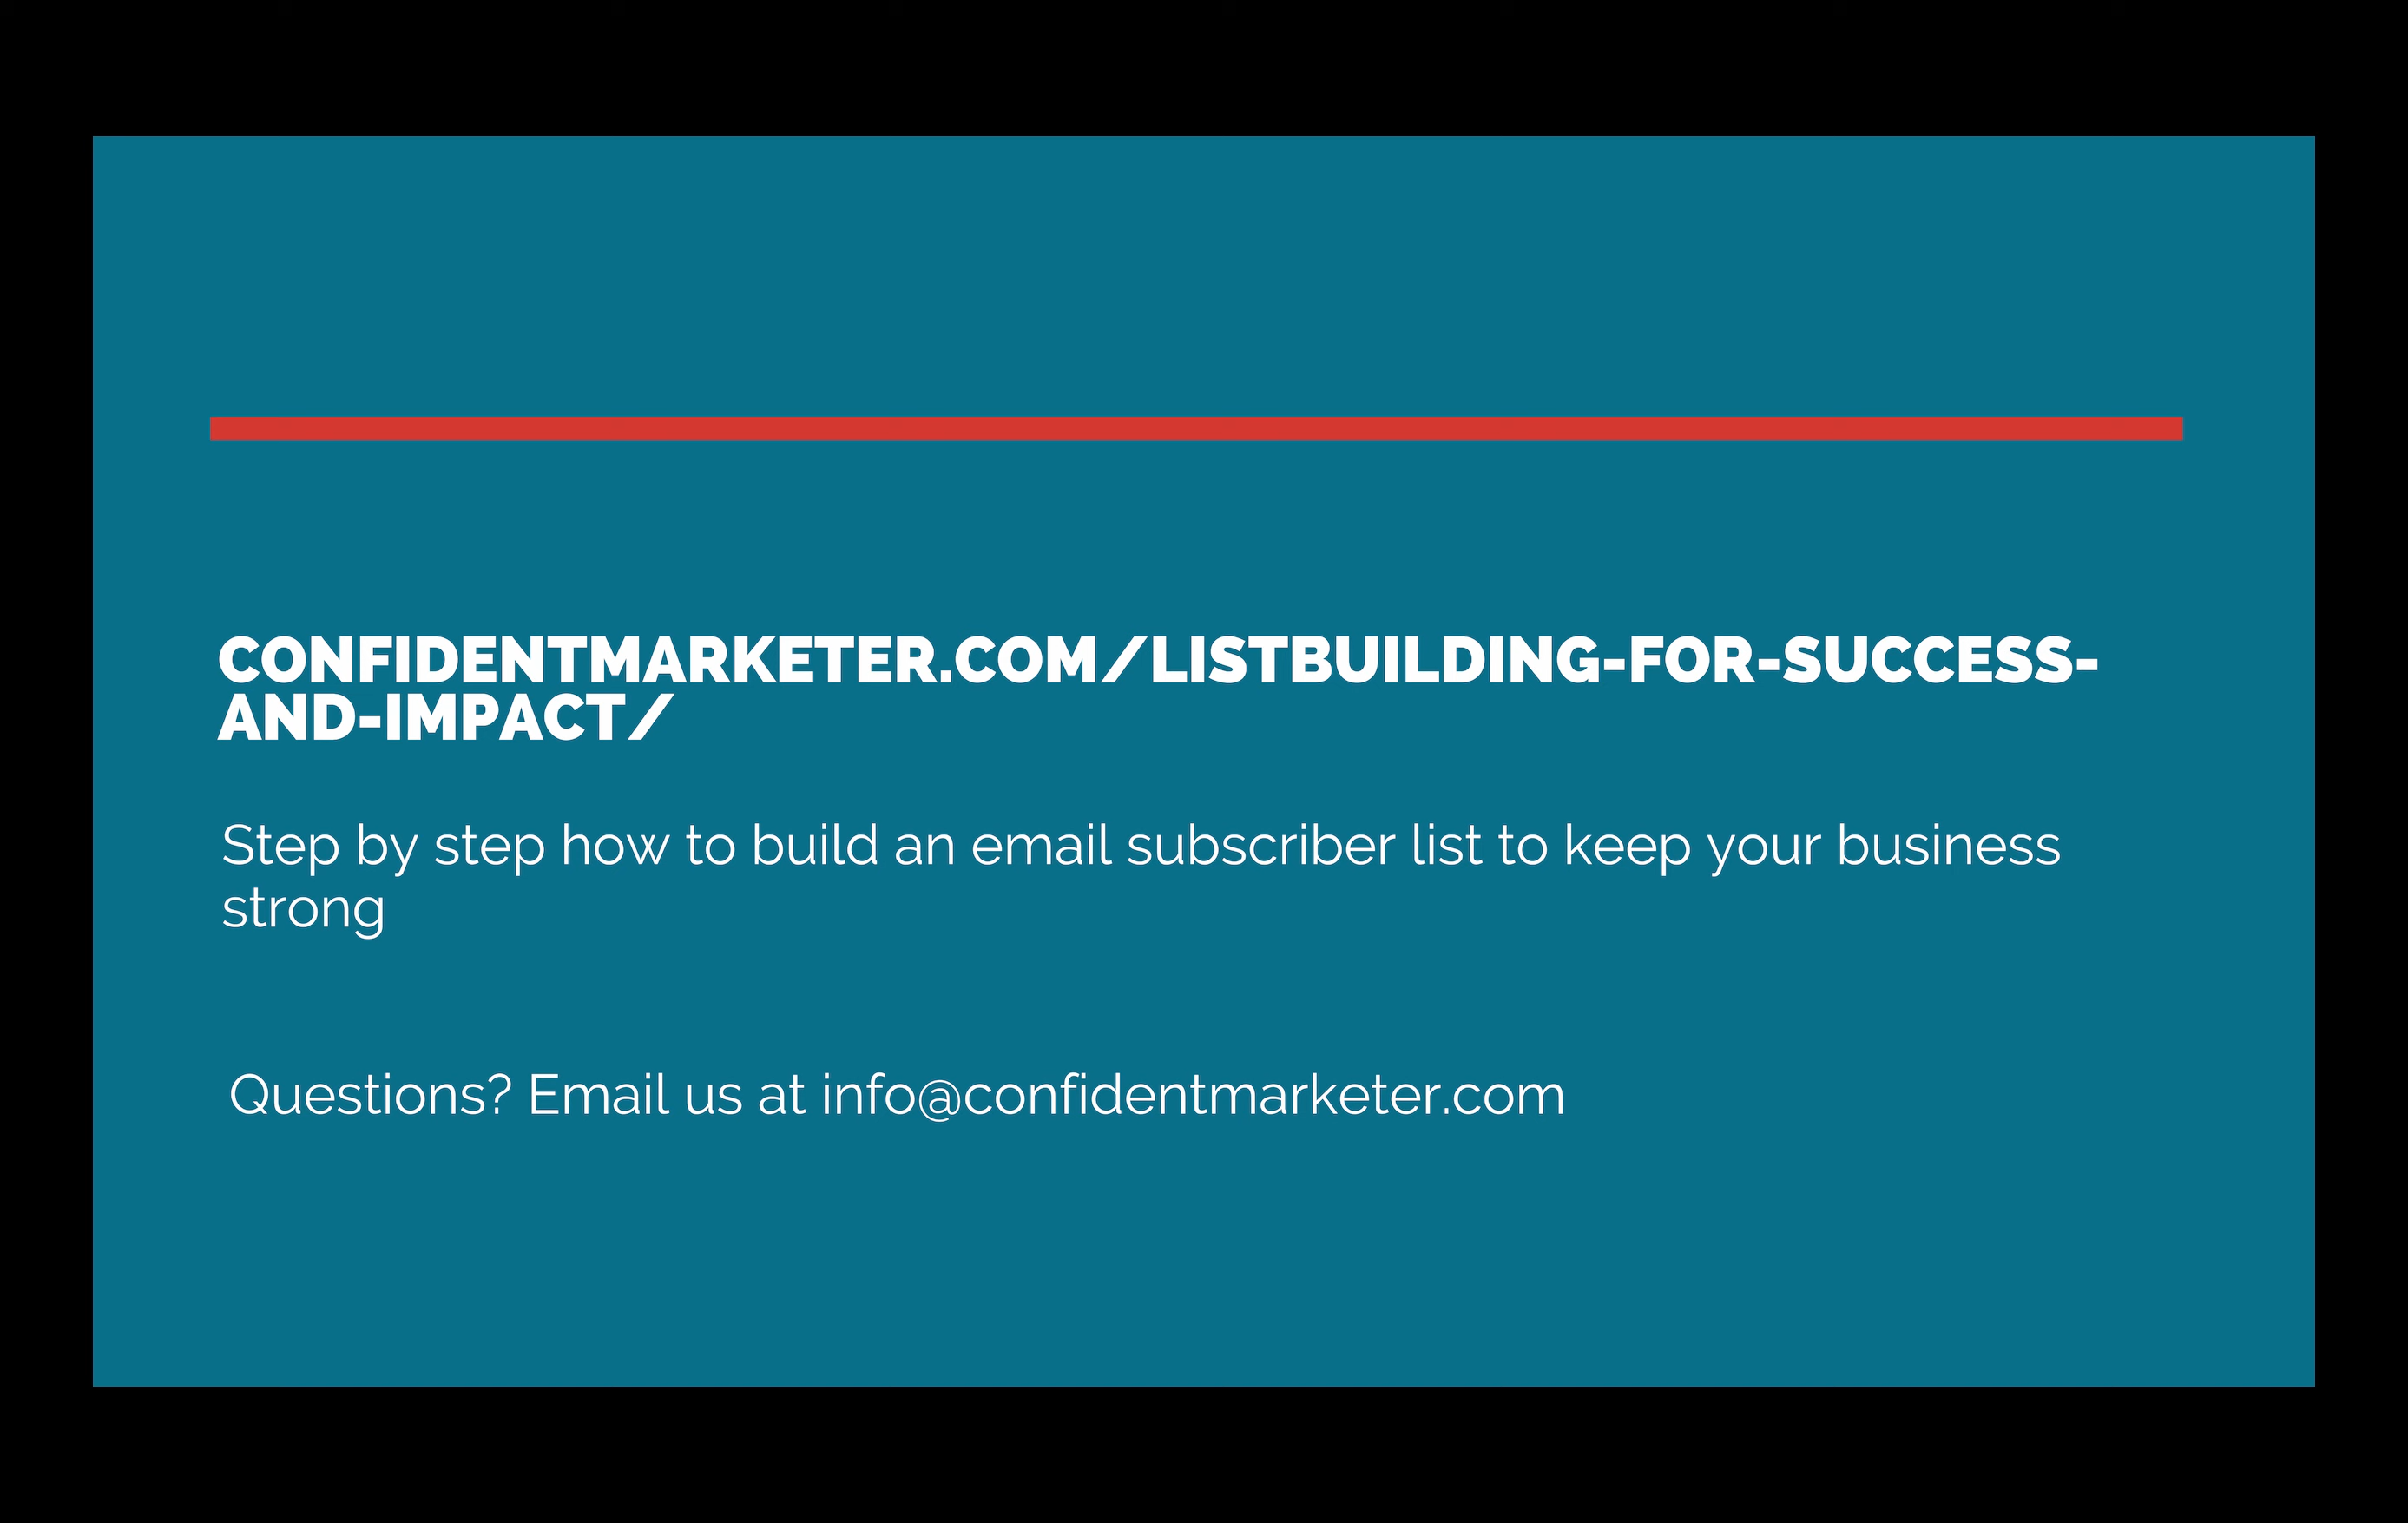 CONFIDENTMARKETER.COM/LISTBUILDING-FOR-SUCCESS-
AND-IMPACT/
Step by step how to build an email subscriber list to keep your business
strong
Questions? Email us at info@confidentmarketer.com